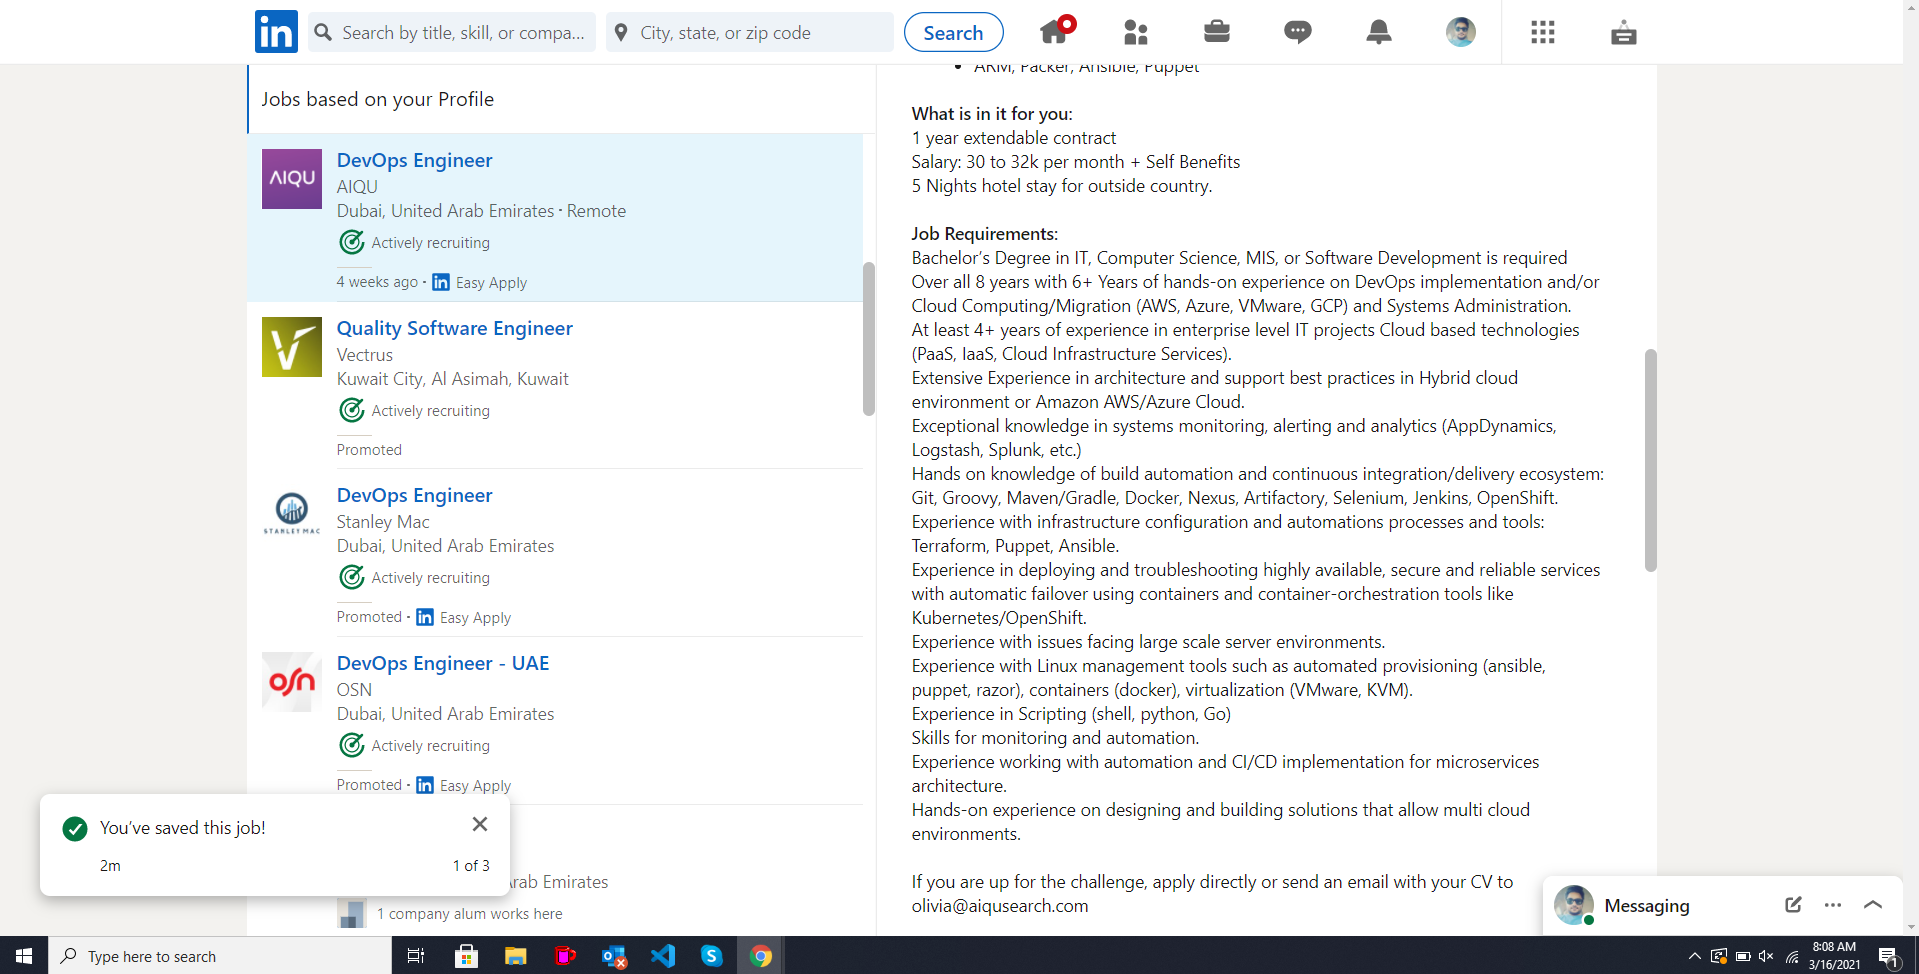 in
Search by title, skill, or compa...
City, state, or zip code
Search
Jobs based on your Profile
AIQU
DevOps Engineer
AIQU
Dubai, United Arab Emirates · Remote
Actively recruiting
4 weeks ago · in Easy Apply
V
Quality Software Engineer
Vectrus
Kuwait City, Al Asimah, Kuwait
Actively recruiting
Promoted
STANLEY MAC
DevOps Engineer
Stanley Mac
Dubai, United Arab Emirates
Actively recruiting
Promoted · in Easy Apply
osn
DevOps Engineer - UAE
OSN
Dubai, United Arab Emirates
Actively recruiting
Promoted · in Easy Apply
You've saved this job!
2m
1 of 3
Arab Emirates
1 company alum works here
• ARM, Packer, Ansible, Puppet
What is in it for you:
1 year extendable contract
Salary: 30 to 32k per month + Self Benefits
5 Nights hotel stay for outside country.
Job Requirements:
Bachelor's Degree in IT, Computer Science, MIS, or Software Development is required
Over all 8 years with 6+ Years of hands-on experience on DevOps implementation and/or
Cloud Computing/Migration (AWS, Azure, VMware, GCP) and Systems Administration.
At least 4+ years of experience in enterprise level IT projects Cloud based technologies
(PaaS, IaaS, Cloud Infrastructure Services).
Extensive Experience in architecture and support best practices in Hybrid cloud
environment or Amazon AWS/Azure Cloud.
Exceptional knowledge in systems monitoring, alerting and analytics (AppDynamics,
Logstash, Splunk, etc.)
Hands on knowledge of build automation and continuous integration/delivery ecosystem:
Git, Groovy, Maven/Gradle, Docker, Nexus, Artifactory, Selenium, Jenkins, OpenShift.
Experience with infrastructure configuration and automations processes and tools:
Terraform, Puppet, Ansible.
Experience in deploying and troubleshooting highly available, secure and reliable services
with automatic failover using containers and container-orchestration tools like
Kubernetes/OpenShift.
Experience with issues facing large scale server environments.
Experience with Linux management tools such as automated provisioning (ansible,
puppet, razor), containers (docker), virtualization (VMware, KVM).
Experience in Scripting (shell, python, Go)
Skills for monitoring and automation.
Experience working with automation and CI/CD implementation for microservices
architecture.
Hands-on experience on designing and building solutions that allow multi cloud
environments.
If you are up for the challenge, apply directly or send an email with your CV to
olivia@aiqusearch.com
Messaging
Type here to search
8:08 AM
3/16/2021
1